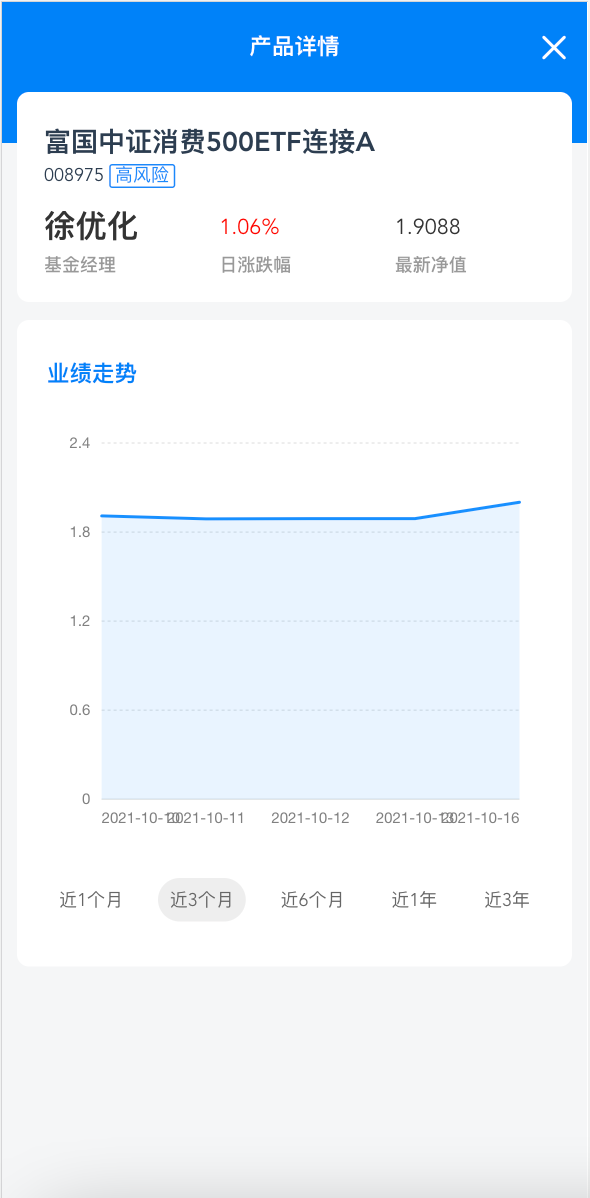 产品详情
富国中证消费500ETF连接A
008975 高风险
徐优化 1.06% 1.9088
基金经理 日涨跌幅 最新净值
业绩走势
2.4
1.8
1.2
0.6
0
2021-10-10 2021-10-11 2021-10-12 2021-10-13 2021-10-16
近1个月 近3个月 近6个月 近1年 近3年